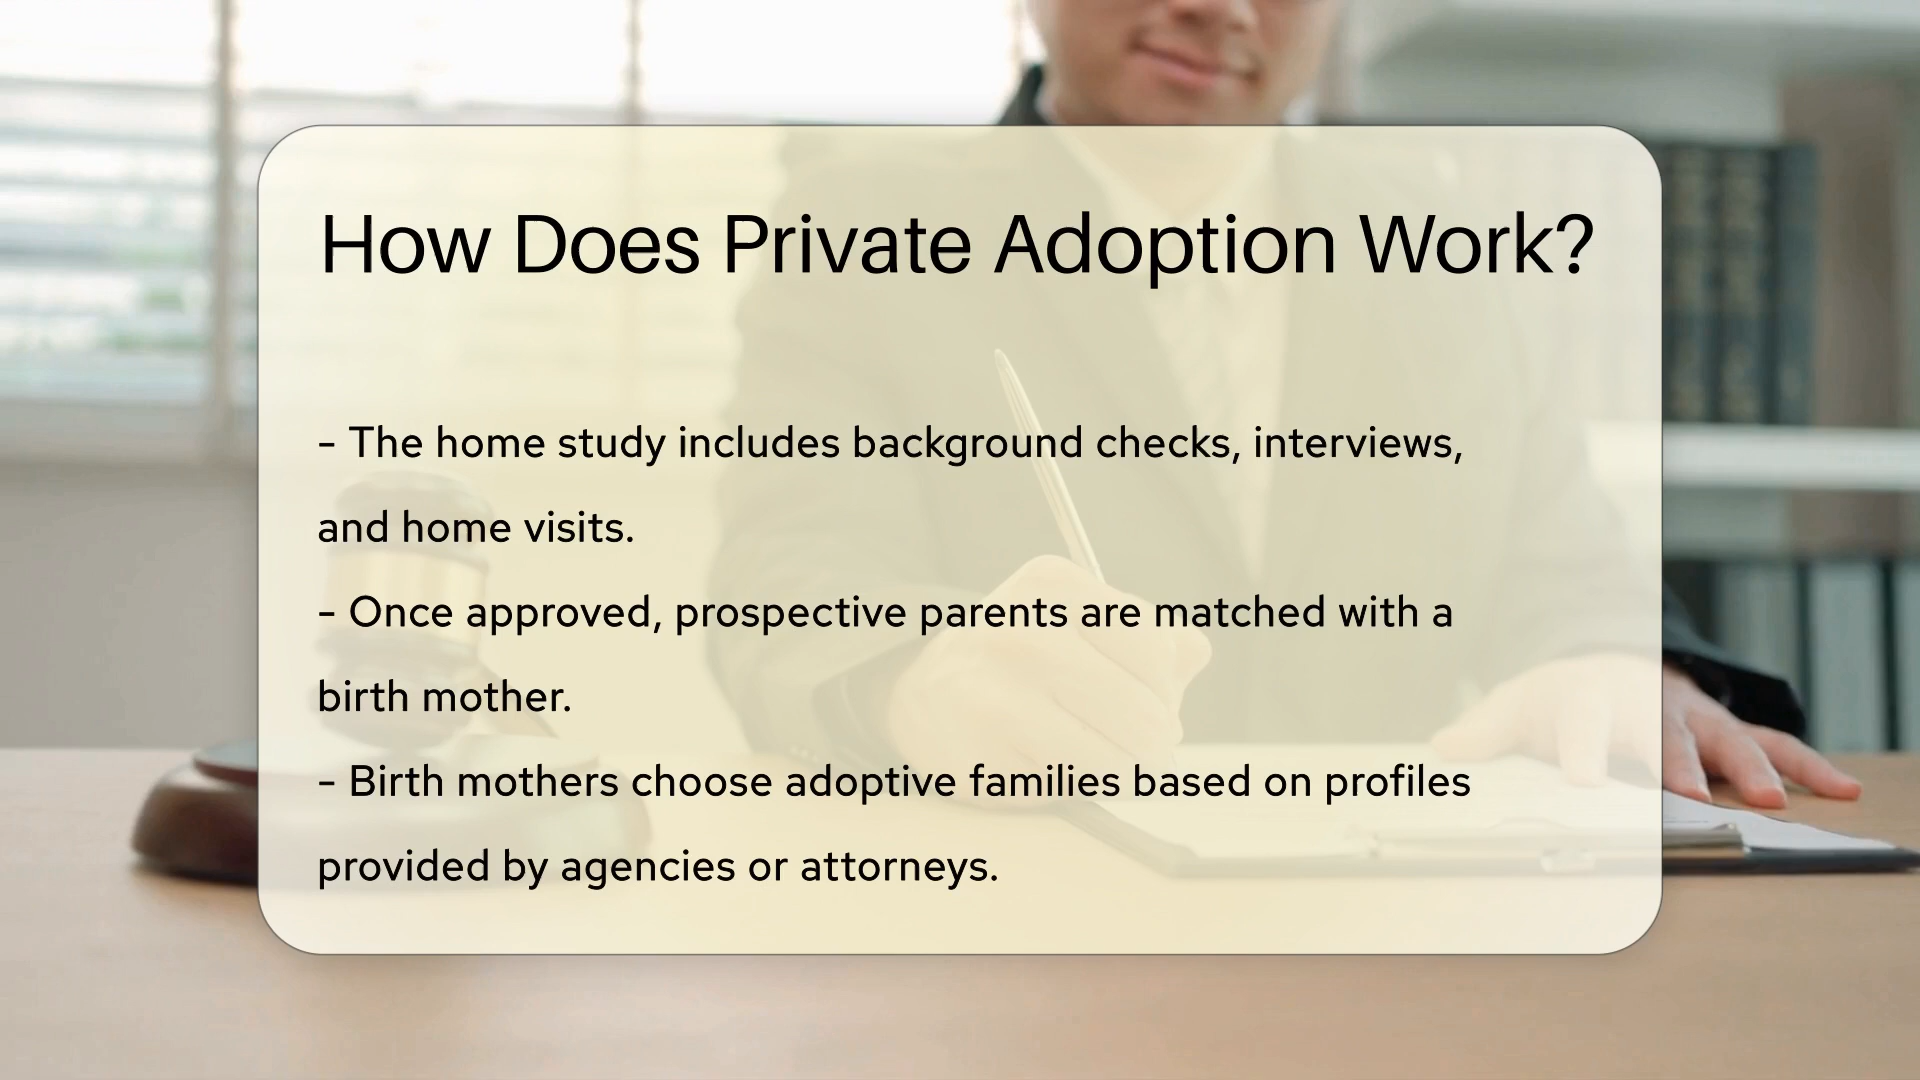 How Does Private Adoption Work?
- The home study includes background checks, interviews,
and home visits.
- Once approved, prospective parents are matched with a
birth mother.
- Birth mothers choose adoptive families based on profiles
provided by agencies or attorneys.